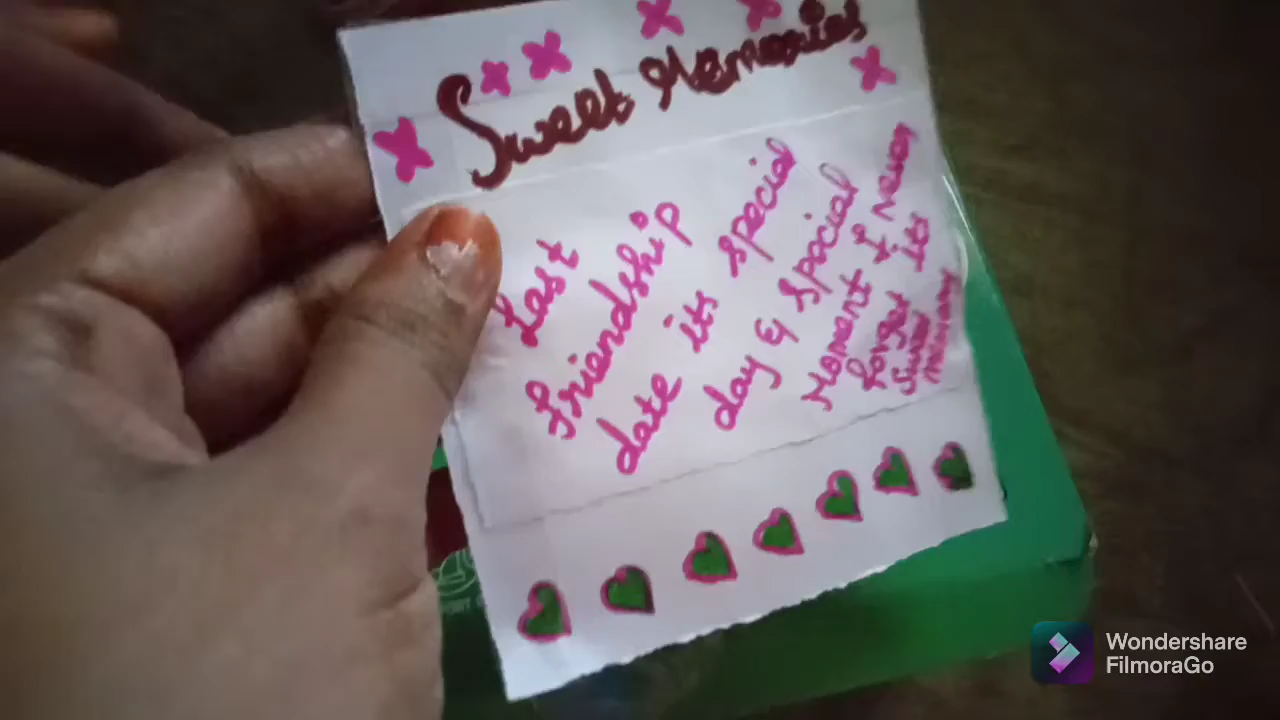 Sweet Memories
Last
Friendship
date its special
day & special
Moment I Never
forget its
Sweet
memory
Wondershare
FilmoraGo